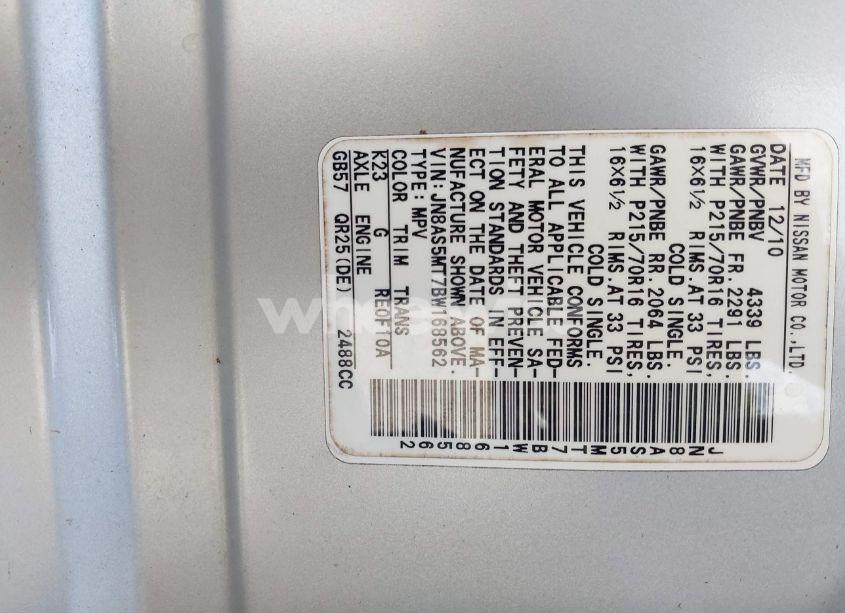 MFD BY NISSAN MOTOR CO.,LTD.
DATE 12/10
GVWR/PNBV 4339 LBS.
GAWR/PNBE FR. 2291 LBS.
WITH P215/70R16 TIRES,
16X6½ RIMS.AT 33 PSI
COLD SINGLE.
GAWR/PNBE RR. 2064 LBS.
WITH P215/70R16 TIRES,
16X6½ RIMS.AT 33 PSI
COLD SINGLE.
THIS VEHICLE CONFORMS
TO ALL APPLICABLE FED-
ERAL MOTOR VEHICLE SA-
FETY AND THEFT PREVEN-
TION STANDARDS IN EFF-
ECT ON THE DATE OF MA-
NUFACTURE SHOWN ABOVE.
VIN:JN8AS5MT7BW168562
TYPE:MPV
COLOR TRIM TRANS
K23 G RE0F10A
AXLE ENGINE
GB57 QR25(DE) 2488CC
JN8AS5MT7BW168562